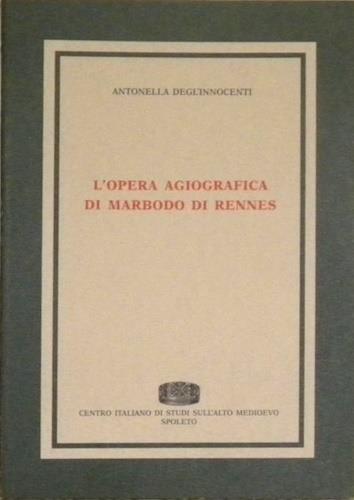 ANTONELLA DEGL'INNOCENTI
L'OPERA AGIOGRAFICA
DI MARBODO DI RENNES
CENTRO ITALIANO DI STUDI SULL'ALTO MEDIOEVO
SPOLETO